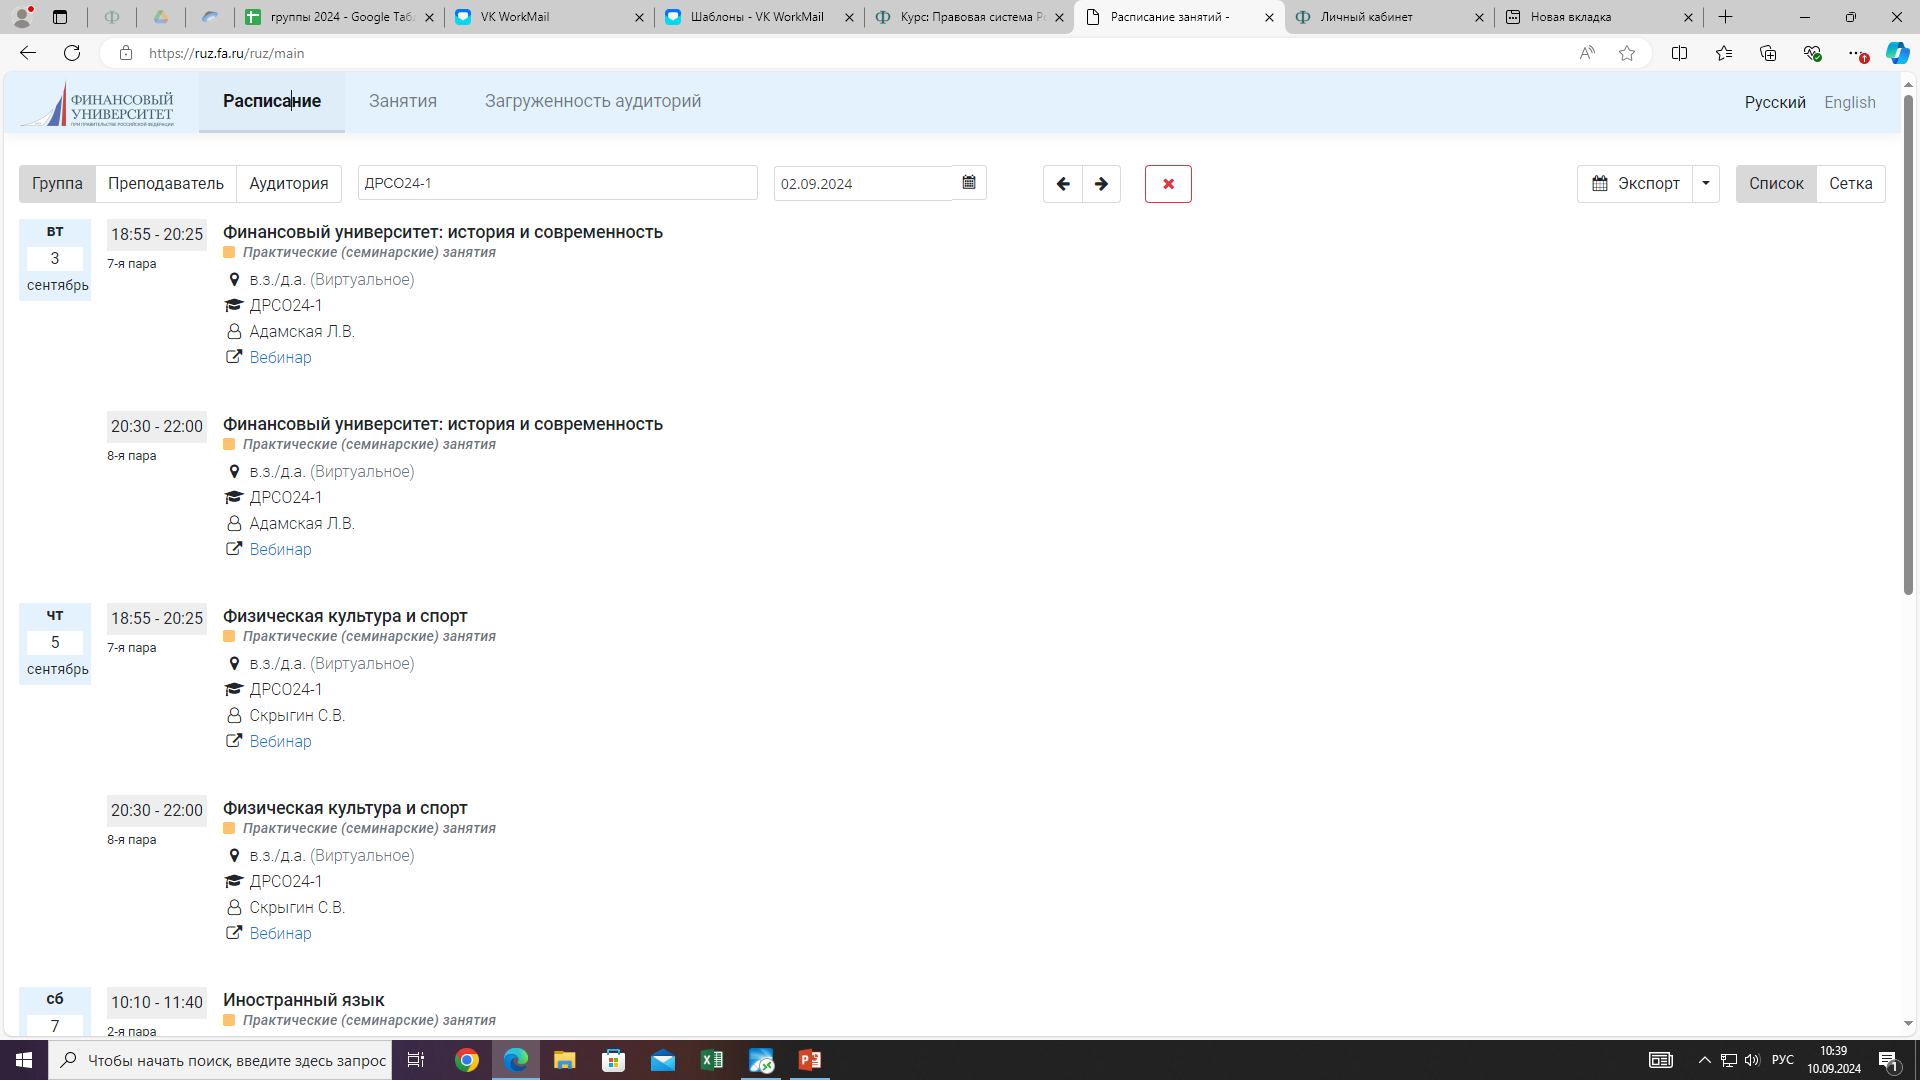 группы 2024 - Google Табл
VK WorkMail
Шаблоны - VK WorkMail
Курс: Правовая система Ро
Расписание занятий -
Личный кабинет
Новая вкладка
https://ruz.fa.ru/ruz/main
ФИНАНСОВЫЙ
УНИВЕРСИТЕТ
ПРИ ПРАВИТЕЛЬСТВЕ РОССИЙСКОЙ ФЕДЕРАЦИИ
Расписание
Занятия
Загруженность аудиторий
Русский
English
Группа
Преподаватель
Аудитория
ДРСО24-1
02.09.2024
Экспорт
Список
Сетка
вт
3
сентябрь
18:55 - 20:25
7-я пара
Финансовый университет: история и современность
Практические (семинарские) занятия
в.з./д.а. (Виртуальное)
ДРСО24-1
Адамская Л.В.
Вебинар
20:30 - 22:00
8-я пара
Финансовый университет: история и современность
Практические (семинарские) занятия
в.з./д.а. (Виртуальное)
ДРСО24-1
Адамская Л.В.
Вебинар
чт
5
сентябрь
18:55 - 20:25
7-я пара
Физическая культура и спорт
Практические (семинарские) занятия
в.з./д.а. (Виртуальное)
ДРСО24-1
Скрыгин С.В.
Вебинар
20:30 - 22:00
8-я пара
Физическая культура и спорт
Практические (семинарские) занятия
в.з./д.а. (Виртуальное)
ДРСО24-1
Скрыгин С.В.
Вебинар
сб
7
10:10 - 11:40
2-я пара
Иностранный язык
Практические (семинарские) занятия
Чтобы начать поиск, введите здесь запрос
РУС
10:39
10.09.2024
1